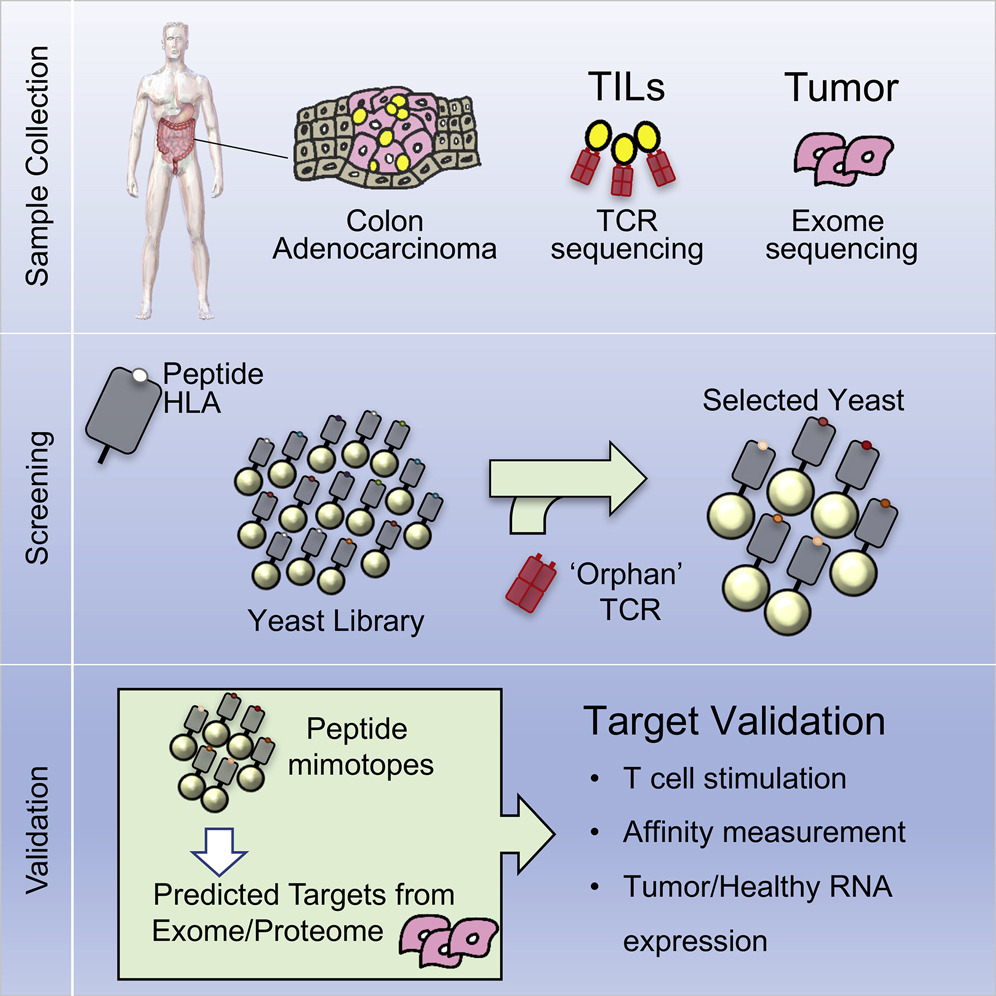 Sample Collection
Colon
Adenocarcinoma
TILs
TCR
sequencing
Tumor
Exome
sequencing
Screening
Peptide
HLA
Yeast Library
‘Orphan’
TCR
Selected Yeast
Validation
Peptide
mimotopes
Predicted Targets from
Exome/Proteome
Target Validation
• T cell stimulation
• Affinity measurement
• Tumor/Healthy RNA
expression